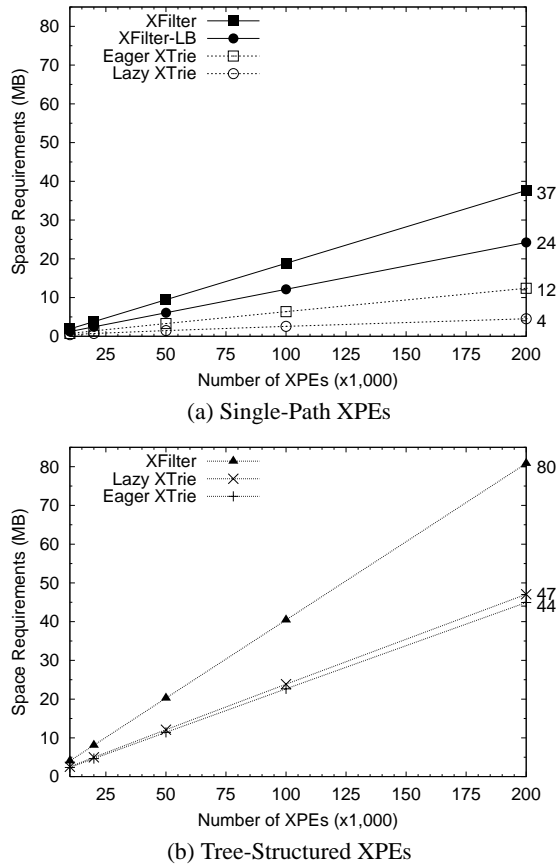 XFilter
XFilter-LB
Eager XTrie
Lazy XTrie
Space Requirements (MB)
80
70
60
50
40
30
20
10
0
37
24
12
4
25 50 75 100 125 150 175 200
Number of XPEs (x1,000)
(a) Single-Path XPEs
XFilter
Lazy XTrie
Eager XTrie
Space Requirements (MB)
80
70
60
50
40
30
20
10
0
80
47
44
25 50 75 100 125 150 175 200
Number of XPEs (x1,000)
(b) Tree-Structured XPEs